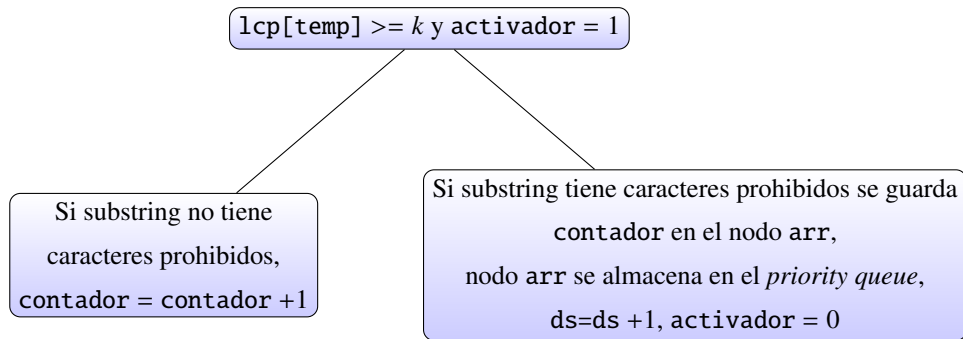 lcp[temp] >= k y activador = 1
Si substring no tiene
caracteres prohibidos,
contador = contador +1
Si substring tiene caracteres prohibidos se guarda
contador en el nodo arr,
nodo arr se almacena en el priority queue,
ds=ds +1, activador = 0